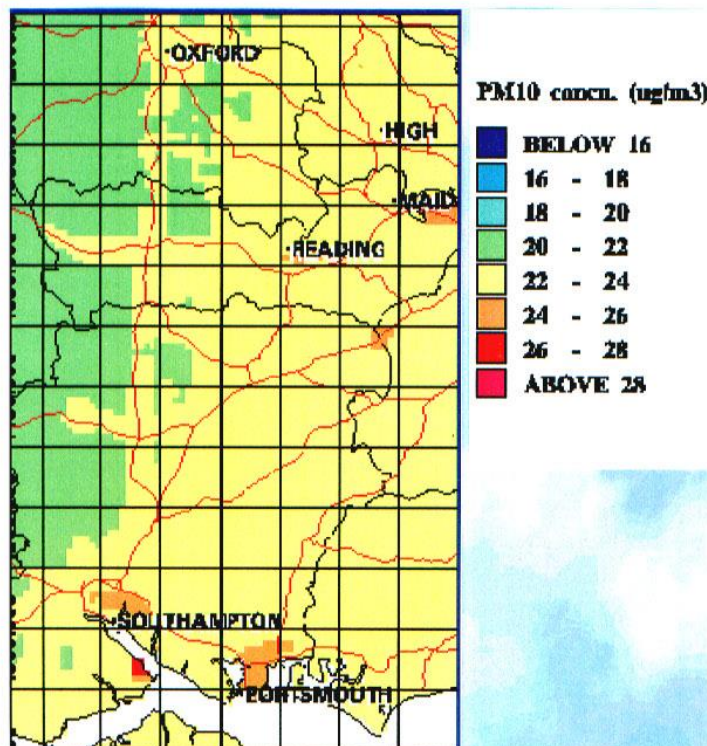 OXFORD
HIGH
MAID
READING
SOUTHAMPTON
PORTSMOUTH
PM10 concn. (ug/m3)
BELOW 16
16 - 18
18 - 20
20 - 22
22 - 24
24 - 26
26 - 28
ABOVE 28